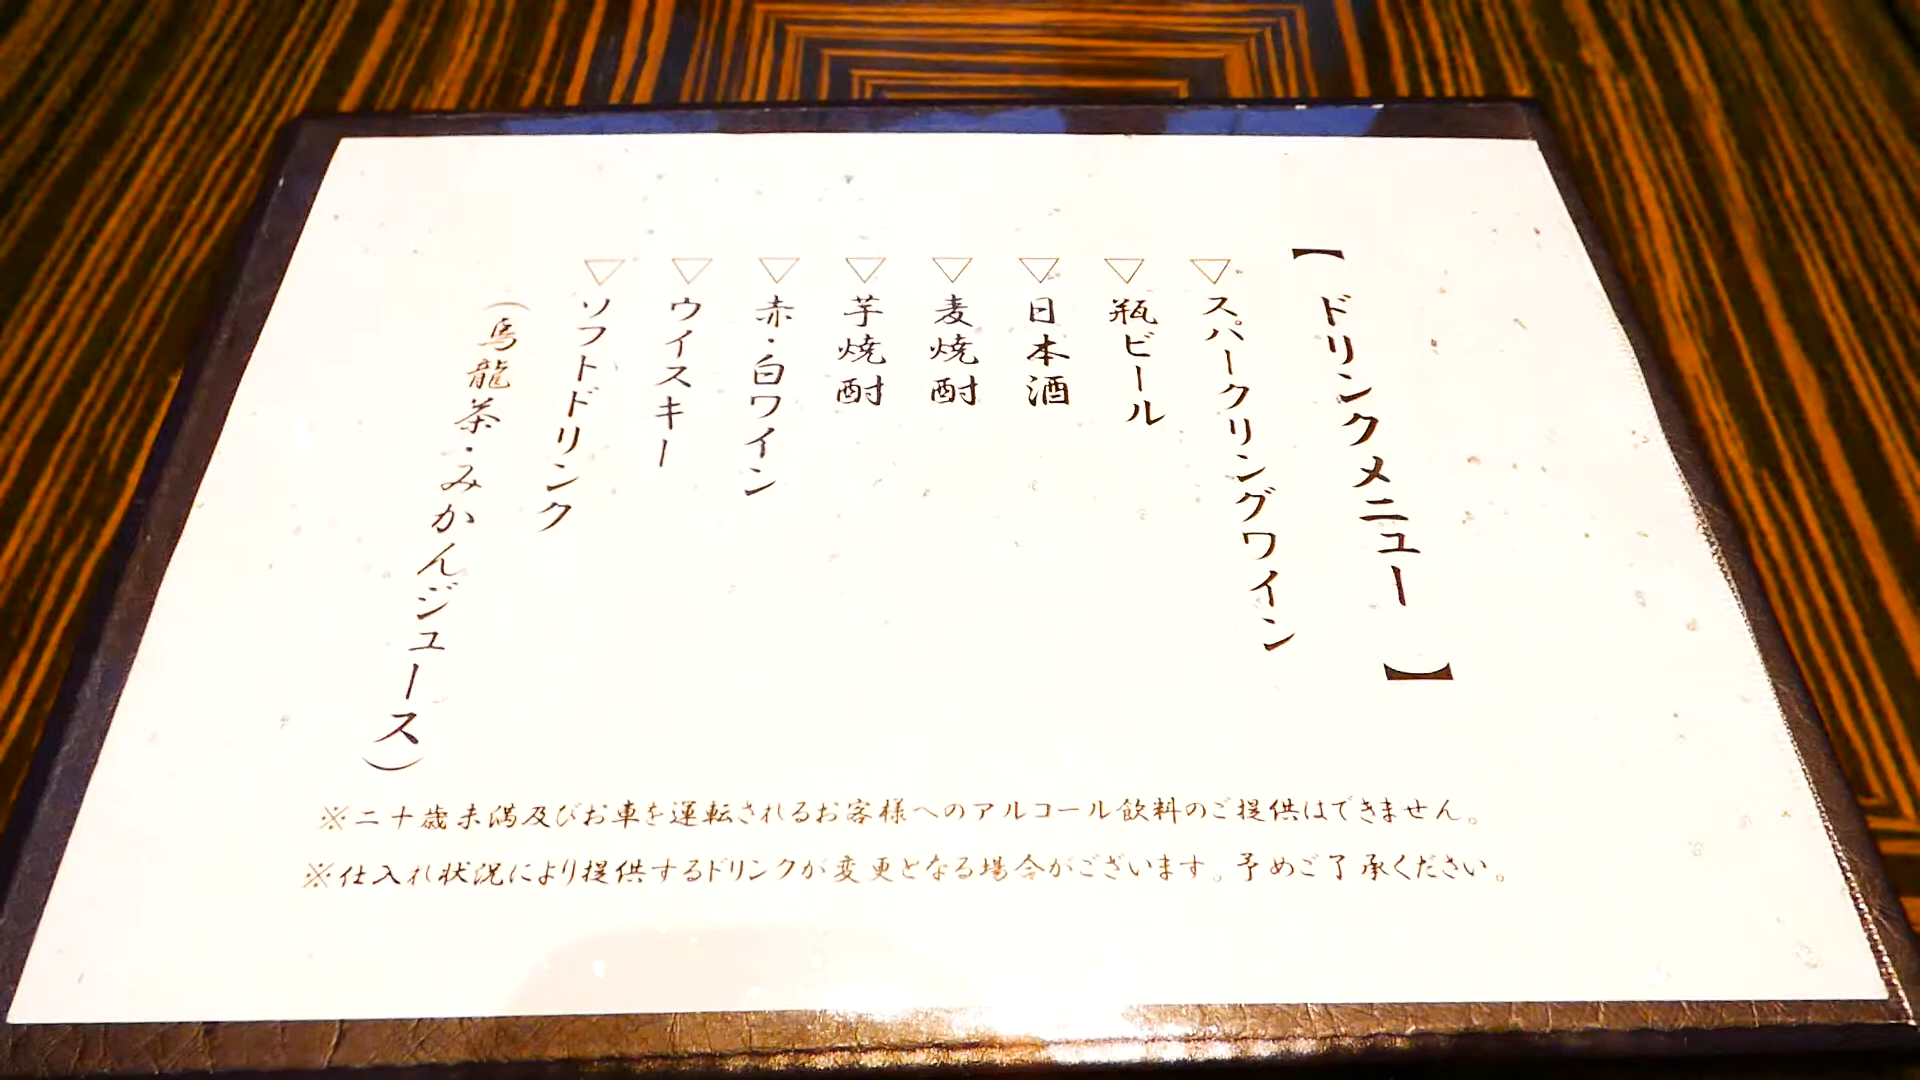 【ドリンクメニュー】
▽スパークリングワイン
▽瓶ビール
▽日本酒
▽麦焼酎
▽芋焼酎
▽赤・白ワイン
▽ウイスキー
▽ソフトドリンク
(烏龍茶・みかんジュース)
※二十歳未満及びお車を運転されるお客様へのアルコール飲料のご提供はできません。
※仕入れ状況により提供するドリンクが変更となる場合がございます。予めご了承ください。